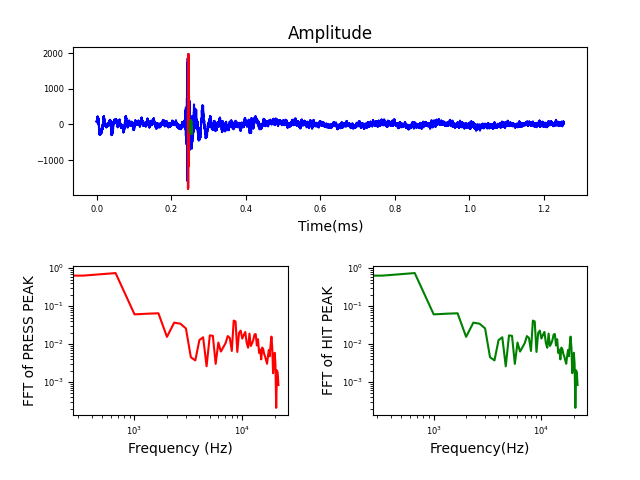 Amplitude
2000
1000
0
−1000
0.0 0.2 0.4 0.6 0.8 1.0 1.2
Time(ms)
FFT of PRESS PEAK
10⁰
10⁻¹
10⁻²
10⁻³
10³ 10⁴
Frequency (Hz)
FFT of HIT PEAK
10⁰
10⁻¹
10⁻²
10⁻³
10³ 10⁴
Frequency(Hz)